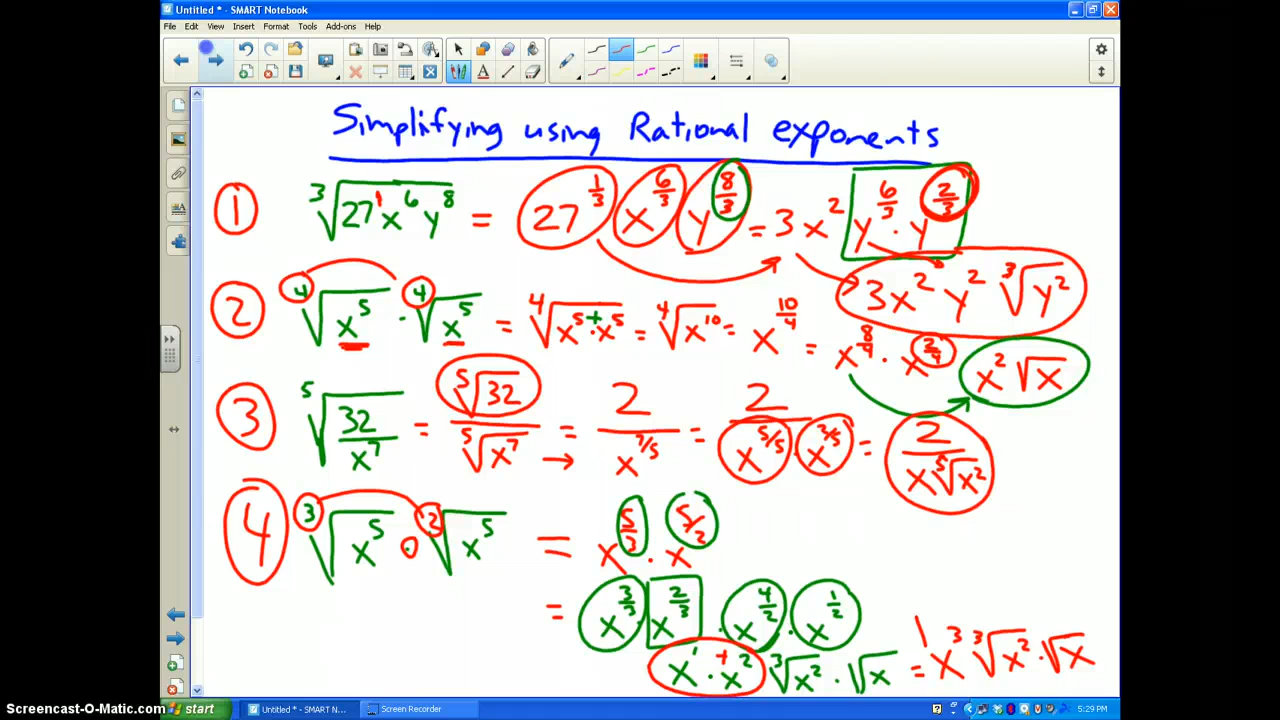 Untitled * - SMART Notebook
File Edit View Insert Format Tools Add-ons Help
Simplifying using Rational exponents
① ³√(27¹x⁶y⁸) = 27^(1/3) x^(6/3) y^(8/3) = 3x² y^(6/3) · y^(2/3)
3x² y² ³√(y²)
② ⁴√(x⁵) · ⁴√(x⁵) = ⁴√(x⁵⁺·x⁵) = ⁴√(x¹⁰) = x^(10/4) = x^(8/4) · x^(2/4)
x² √x
③ ⁵√(32/x⁷) = ⁵√32 / ⁵√(x⁷) → = 2 / x^(7/5) = 2 / (x^(5/5) · x^(2/5)) = 2 / (x ⁵√(x²))
④ ³√(x⁵) · ²√(x⁵) = x^(5/3) · x^(5/2)
= x^(3/3) · x^(2/3) · x^(4/2) · x^(1/2)
x¹ · + x² ³√(x²) · √x = x³ ³√(x²) · √x
Screencast-O-Matic.com
start Untitled * - SMART N... Screen Recorder 5:29 PM